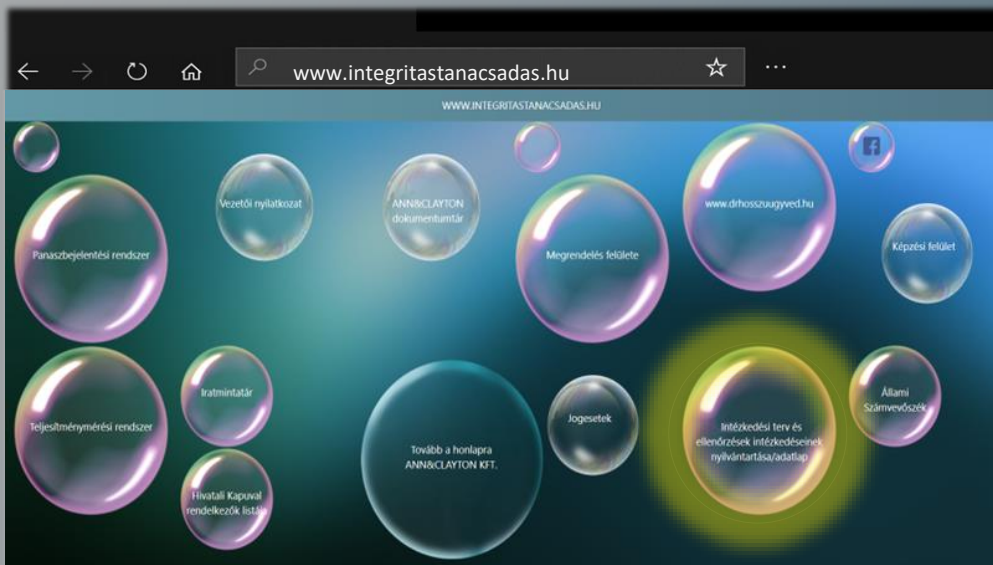 www.integritastanacsadas.hu
WWW.INTEGRITASTANACSADAS.HU
Panaszbejelentési rendszer
Vezetői nyilatkozat
ANN&CLAYTON
dokumentumtár
Megrendelés felülete
www.drhosszuugyved.hu
Képzési felület
Teljesítménymérési rendszer
Iratmintatár
Hivatali Kapuval
rendelkezők listája
Tovább a honlapra
ANN&CLAYTON KFT.
Jogesetek
Intézkedési terv és
ellenőrzések intézkedéseinek
nyilvántartása/adatlap
Állami
Számvevőszék